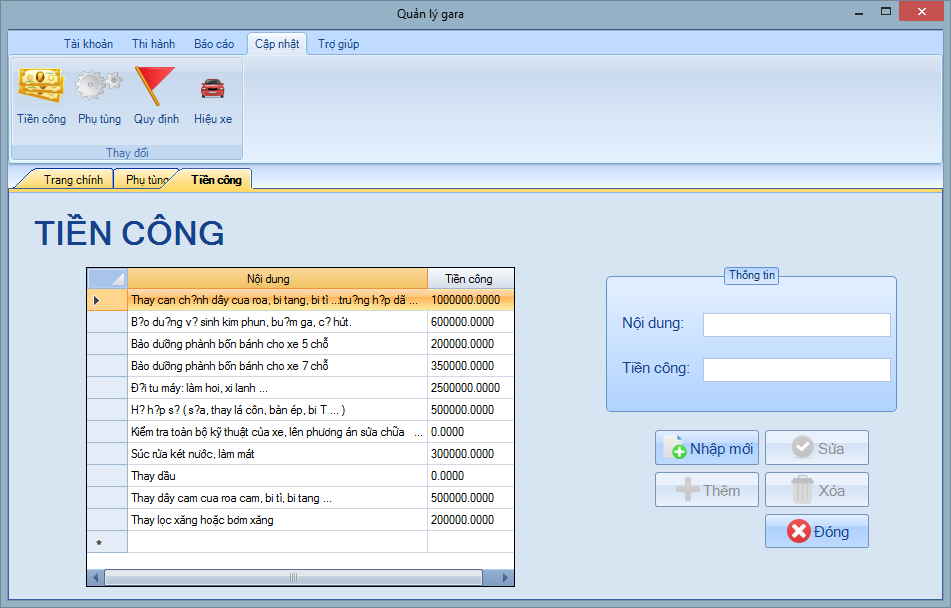 Quản lý gara
Tài khoản Thi hành Báo cáo Cập nhật Trợ giúp
Tiền công Phụ tùng Quy định Hiệu xe
Thay đổi
Trang chính Phụ tùng Tiền công
TIỀN CÔNG
Nội dung Tiền công
Thay can ch?nh dây cua roa, bi tang, bi tì ...tru?ng h?p dã ... 1000000.0000
B?o du?ng v? sinh kim phun, bu?m ga, c? hút. 600000.0000
Bảo dưỡng phành bốn bánh cho xe 5 chỗ 200000.0000
Bảo dưỡng phành bốn bánh cho xe 7 chỗ 350000.0000
Đ?i tu máy: làm hoi, xi lanh ... 2500000.0000
H? h?p s? ( s?a, thay lá côn, bàn ép, bi T ... ) 500000.0000
Kiểm tra toàn bộ kỹ thuật của xe, lên phương án sửa chữa ... 0.0000
Súc rửa két nước, làm mát 300000.0000
Thay dầu 0.0000
Thay dây cam cua roa cam, bi tì, bi tang ... 500000.0000
Thay lọc xăng hoặc bơm xăng 200000.0000
*
Thông tin
Nội dung:
Tiền công:
Nhập mới Sửa
Thêm Xóa
Đóng